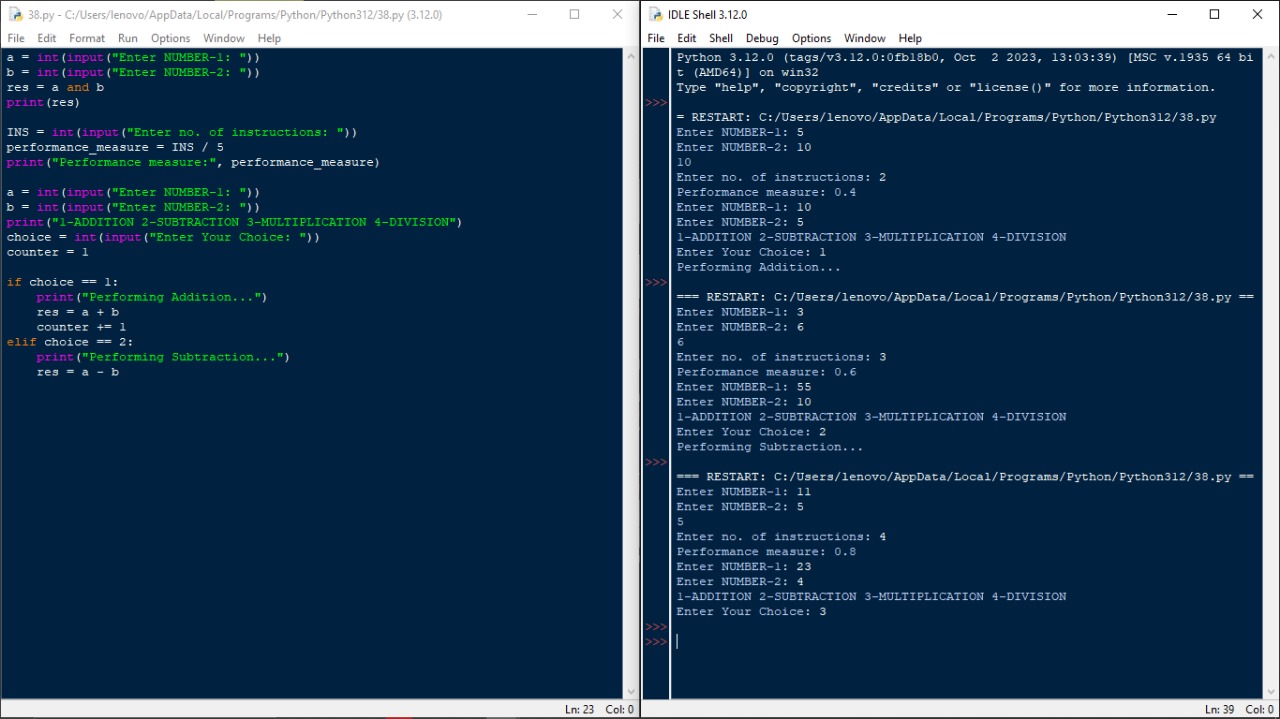 38.py - C:/Users/lenovo/AppData/Local/Programs/Python/Python312/38.py (3.12.0)
File Edit Format Run Options Window Help
a = int(input("Enter NUMBER-1: "))
b = int(input("Enter NUMBER-2: "))
res = a and b
print(res)
INS = int(input("Enter no. of instructions: "))
performance_measure = INS / 5
print("Performance measure:", performance_measure)
a = int(input("Enter NUMBER-1: "))
b = int(input("Enter NUMBER-2: "))
print("1-ADDITION 2-SUBTRACTION 3-MULTIPLICATION 4-DIVISION")
choice = int(input("Enter Your Choice: "))
counter = 1
if choice == 1:
    print("Performing Addition...")
    res = a + b
    counter += 1
elif choice == 2:
    print("Performing Subtraction...")
    res = a - b
Ln: 23 Col: 0
IDLE Shell 3.12.0
File Edit Shell Debug Options Window Help
Python 3.12.0 (tags/v3.12.0:0fb18b0, Oct  2 2023, 13:03:39) [MSC v.1935 64 bi
t (AMD64)] on win32
Type "help", "copyright", "credits" or "license()" for more information.
>>>
= RESTART: C:/Users/lenovo/AppData/Local/Programs/Python/Python312/38.py
Enter NUMBER-1: 5
Enter NUMBER-2: 10
10
Enter no. of instructions: 2
Performance measure: 0.4
Enter NUMBER-1: 10
Enter NUMBER-2: 5
1-ADDITION 2-SUBTRACTION 3-MULTIPLICATION 4-DIVISION
Enter Your Choice: 1
Performing Addition...
>>>
=== RESTART: C:/Users/lenovo/AppData/Local/Programs/Python/Python312/38.py ==
Enter NUMBER-1: 3
Enter NUMBER-2: 6
6
Enter no. of instructions: 3
Performance measure: 0.6
Enter NUMBER-1: 55
Enter NUMBER-2: 10
1-ADDITION 2-SUBTRACTION 3-MULTIPLICATION 4-DIVISION
Enter Your Choice: 2
Performing Subtraction...
>>>
=== RESTART: C:/Users/lenovo/AppData/Local/Programs/Python/Python312/38.py ==
Enter NUMBER-1: 11
Enter NUMBER-2: 5
5
Enter no. of instructions: 4
Performance measure: 0.8
Enter NUMBER-1: 23
Enter NUMBER-2: 4
1-ADDITION 2-SUBTRACTION 3-MULTIPLICATION 4-DIVISION
Enter Your Choice: 3
>>>
>>>
Ln: 39 Col: 0